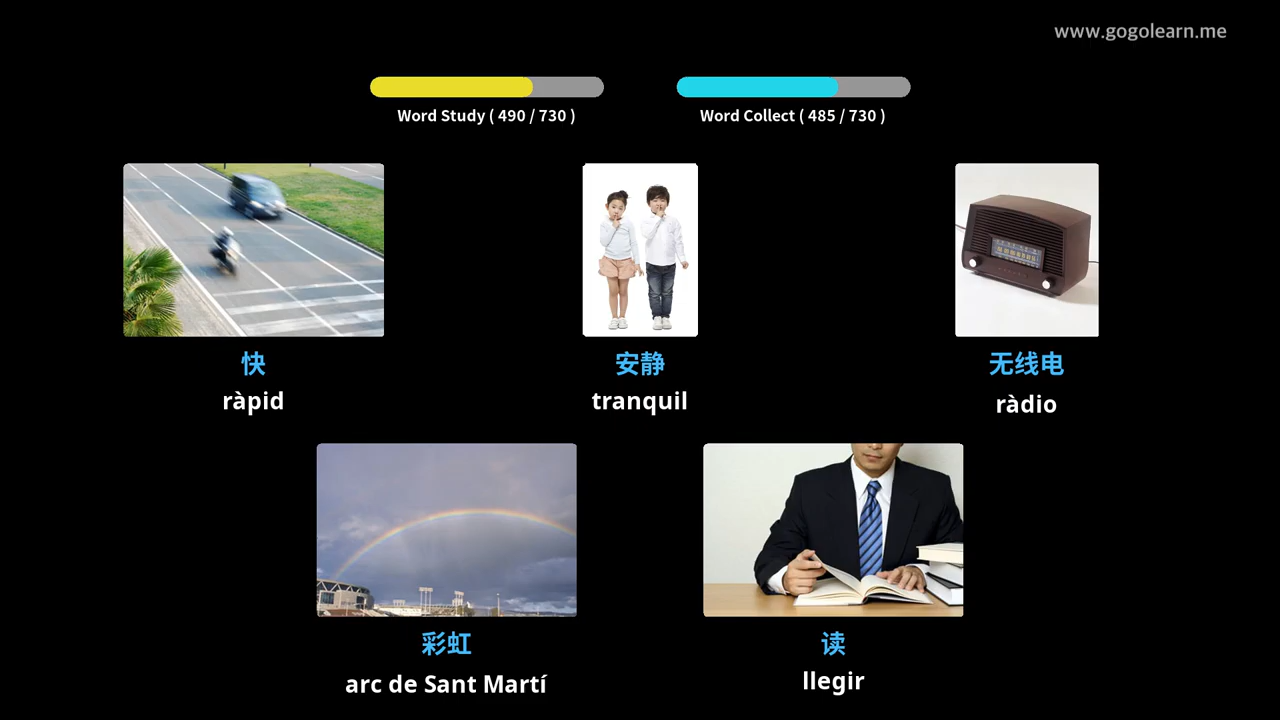 www.gogolearn.me
Word Study ( 490 / 730 )
Word Collect ( 485 / 730 )
快
ràpid
安静
tranquil
无线电
ràdio
彩虹
arc de Sant Martí
读
llegir